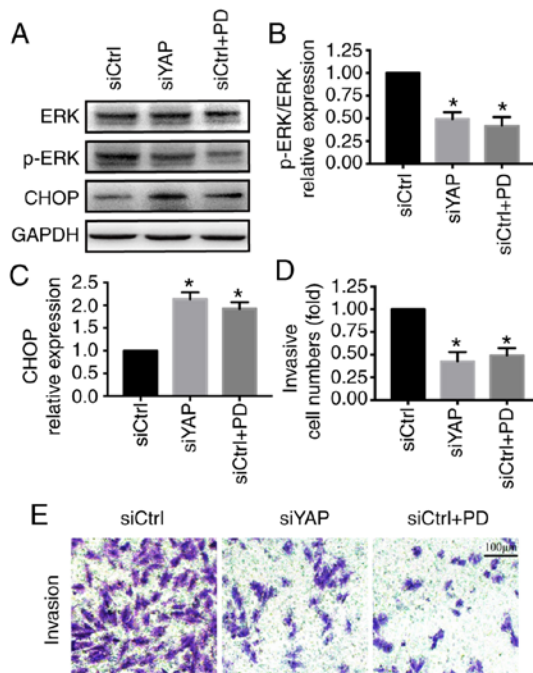 A
siCtrl
siYAP
siCtrl+PD
ERK
p-ERK
CHOP
GAPDH
B
p-ERK/ERK
relative expression
1.25
1.00
0.75
0.50
0.25
0.00
*
*
siCtrl
siYAP
siCtrl+PD
C
CHOP
relative expression
2.5
2.0
1.5
1.0
0.5
0.0
*
*
siCtrl
siYAP
siCtrl+PD
D
Invasive
cell numbers (fold)
1.25
1.00
0.75
0.50
0.25
0.00
*
*
siCtrl
siYAP
siCtrl+PD
E
siCtrl
siYAP
siCtrl+PD
Invasion
100μm